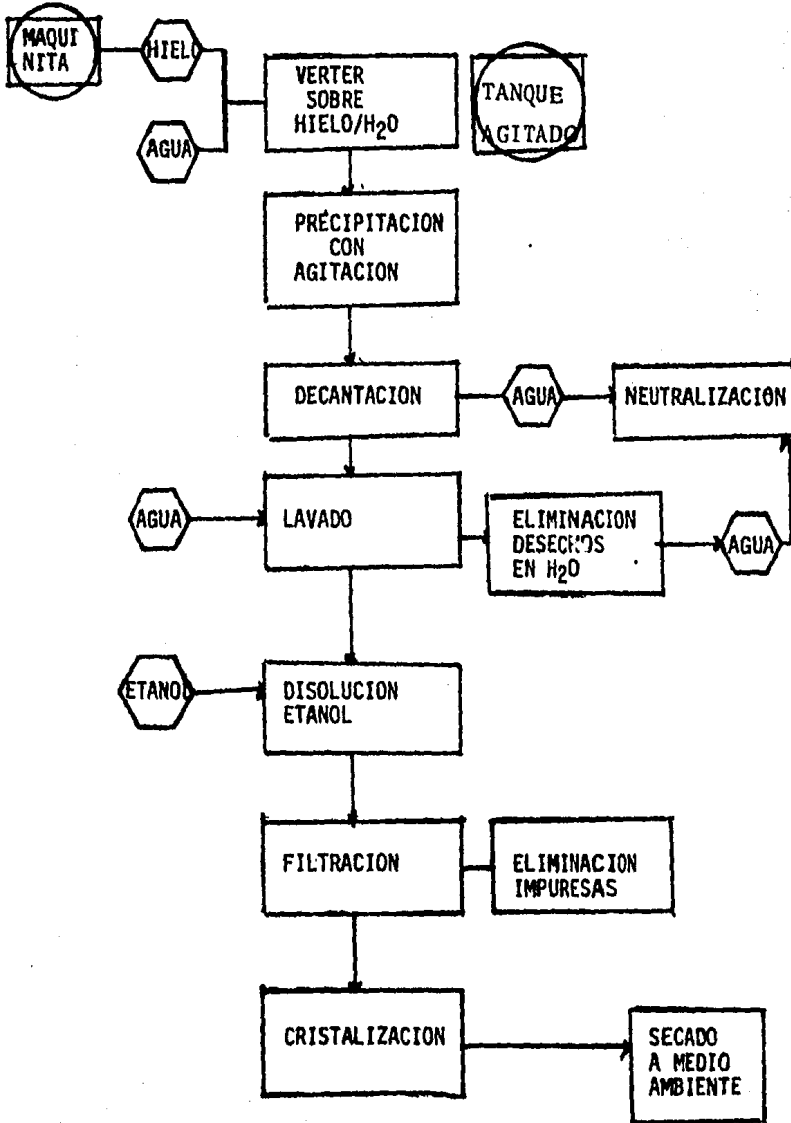 MAQUI
NITA
HIELO
AGUA
VERTER
SOBRE
HIELO/H₂O
TANQUE
AGITADO
PRECIPITACION
CON
AGITACION
DECANTACION
AGUA
NEUTRALIZACION
AGUA
LAVADO
ELIMINACION
DESECHOS
EN H₂O
AGUA
ETANOL
DISOLUCION
ETANOL
FILTRACION
ELIMINACION
IMPURESAS
CRISTALIZACION
SECADO
A MEDIO
AMBIENTE